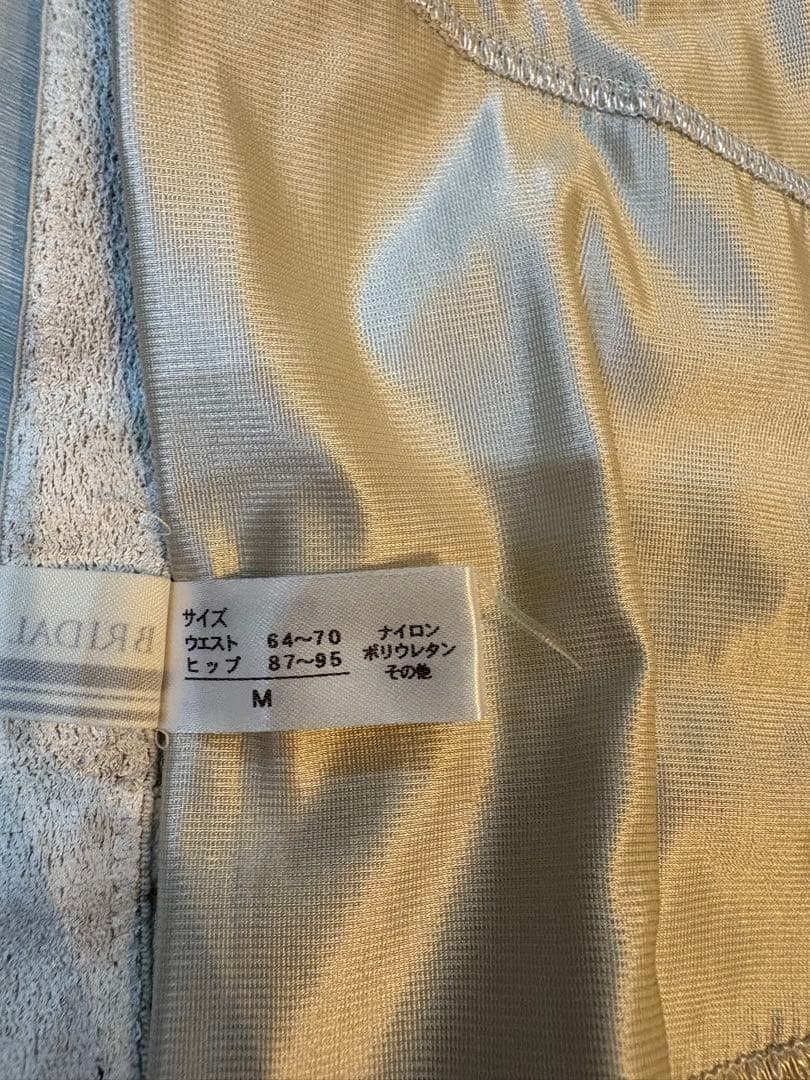 BRIDAL
サイズ
ウエスト 64〜70
ヒップ 87〜95
M
ナイロン
ポリウレタン
その他